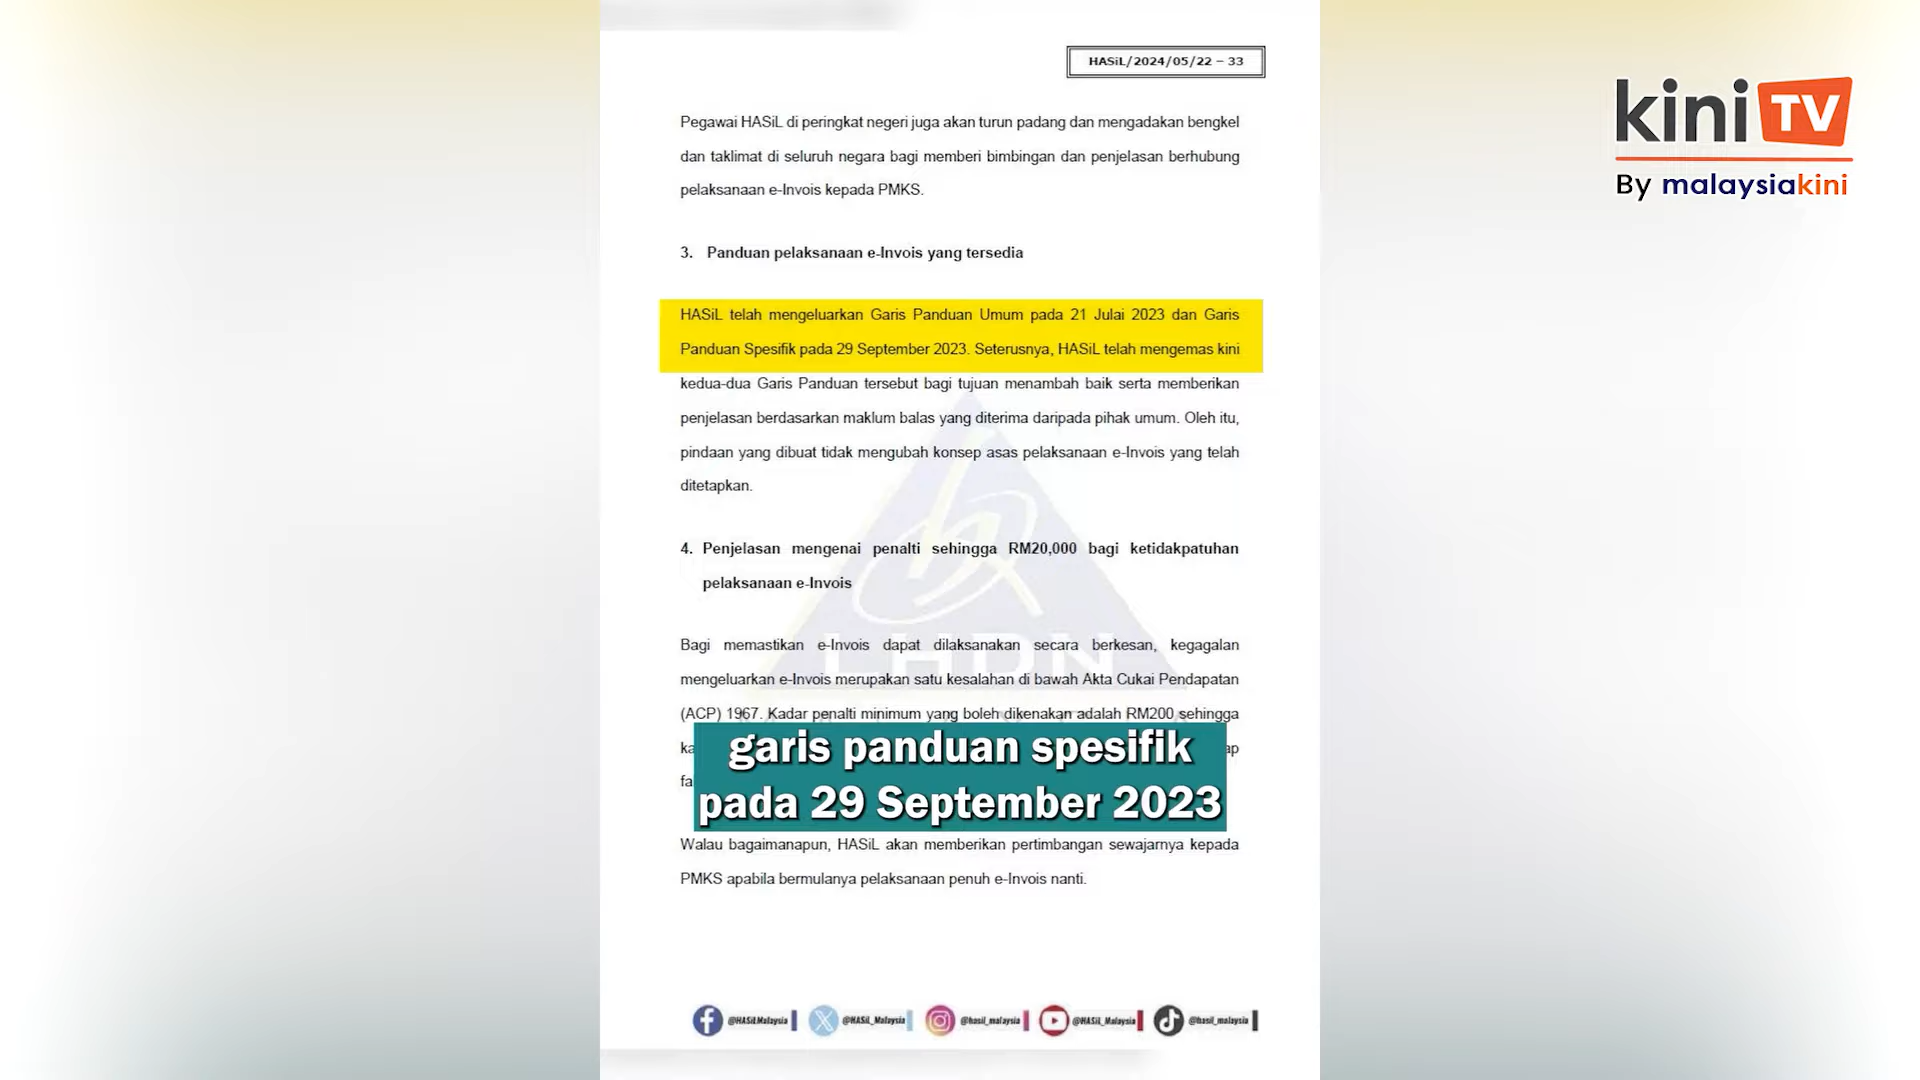 HASiL/2024/05/22 – 33
kini TV
By malaysiakini
Pegawai HASiL di peringkat negeri juga akan turun padang dan mengadakan bengkel
dan taklimat di seluruh negara bagi memberi bimbingan dan penjelasan berhubung
pelaksanaan e-Invois kepada PMKS.
3. Panduan pelaksanaan e-Invois yang tersedia
HASiL telah mengeluarkan Garis Panduan Umum pada 21 Julai 2023 dan Garis
Panduan Spesifik pada 29 September 2023. Seterusnya, HASiL telah mengemas kini
kedua-dua Garis Panduan tersebut bagi tujuan menambah baik serta memberikan
penjelasan berdasarkan maklum balas yang diterima daripada pihak umum. Oleh itu,
pindaan yang dibuat tidak mengubah konsep asas pelaksanaan e-Invois yang telah
ditetapkan.
4. Penjelasan mengenai penalti sehingga RM20,000 bagi ketidakpatuhan
pelaksanaan e-Invois
Bagi memastikan e-Invois dapat dilaksanakan secara berkesan, kegagalan
mengeluarkan e-Invois merupakan satu kesalahan di bawah Akta Cukai Pendapatan
(ACP) 1967. Kadar penalti minimum yang boleh dikenakan adalah RM200 sehingga
LHDN
garis panduan spesifik
pada 29 September 2023
Walau bagaimanapun, HASiL akan memberikan pertimbangan sewajarnya kepada
PMKS apabila bermulanya pelaksanaan penuh e-Invois nanti.
@HASiLMalaysia @HASiL_Malaysia @hasil_malaysia @HASiL_Malaysia @hasil_malaysia